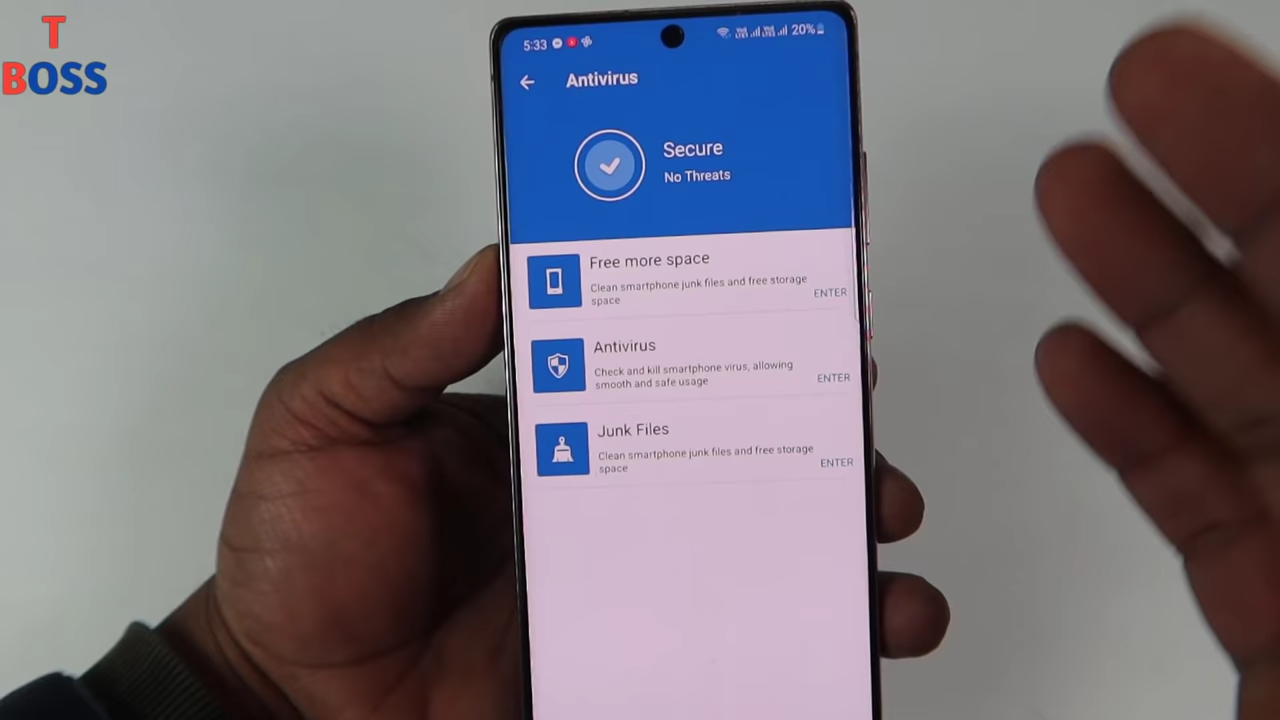 T
BOSS
5:33
20%
Antivirus
Secure
No Threats
Free more space
Clean smartphone junk files and free storage
space
ENTER
Antivirus
Check and kill smartphone virus, allowing
smooth and safe usage
ENTER
Junk Files
Clean smartphone junk files and free storage
space
ENTER